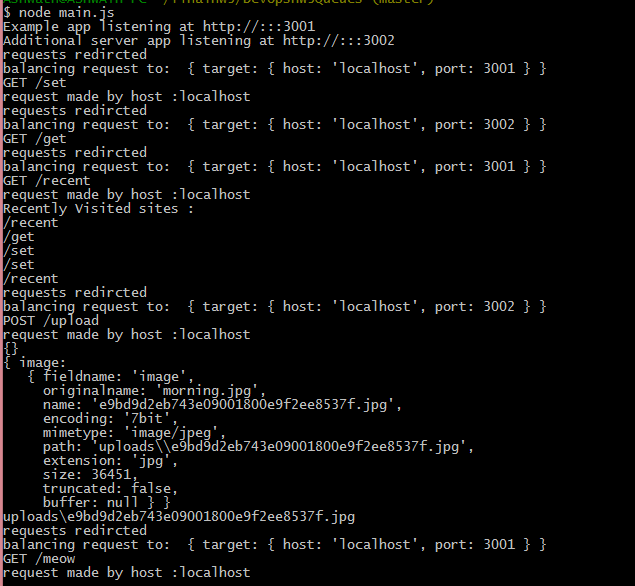 $ node main.js
Example app listening at http://:::3001
Additional server app listening at http://:::3002
requests redircted
balancing request to:  { target: { host: 'localhost', port: 3001 } }
GET /set
request made by host :localhost
requests redircted
balancing request to:  { target: { host: 'localhost', port: 3002 } }
GET /get
requests redircted
balancing request to:  { target: { host: 'localhost', port: 3001 } }
GET /recent
request made by host :localhost
Recently Visited sites :
/recent
/get
/set
/set
/recent
requests redircted
balancing request to:  { target: { host: 'localhost', port: 3002 } }
POST /upload
request made by host :localhost
{}
{ image:
   { fieldname: 'image',
     originalname: 'morning.jpg',
     name: 'e9bd9d2eb743e09001800e9f2ee8537f.jpg',
     encoding: '7bit',
     mimetype: 'image/jpeg',
     path: 'uploads\\e9bd9d2eb743e09001800e9f2ee8537f.jpg',
     extension: 'jpg',
     size: 36451,
     truncated: false,
     buffer: null } }
uploads\e9bd9d2eb743e09001800e9f2ee8537f.jpg
requests redircted
balancing request to:  { target: { host: 'localhost', port: 3001 } }
GET /meow
request made by host :localhost